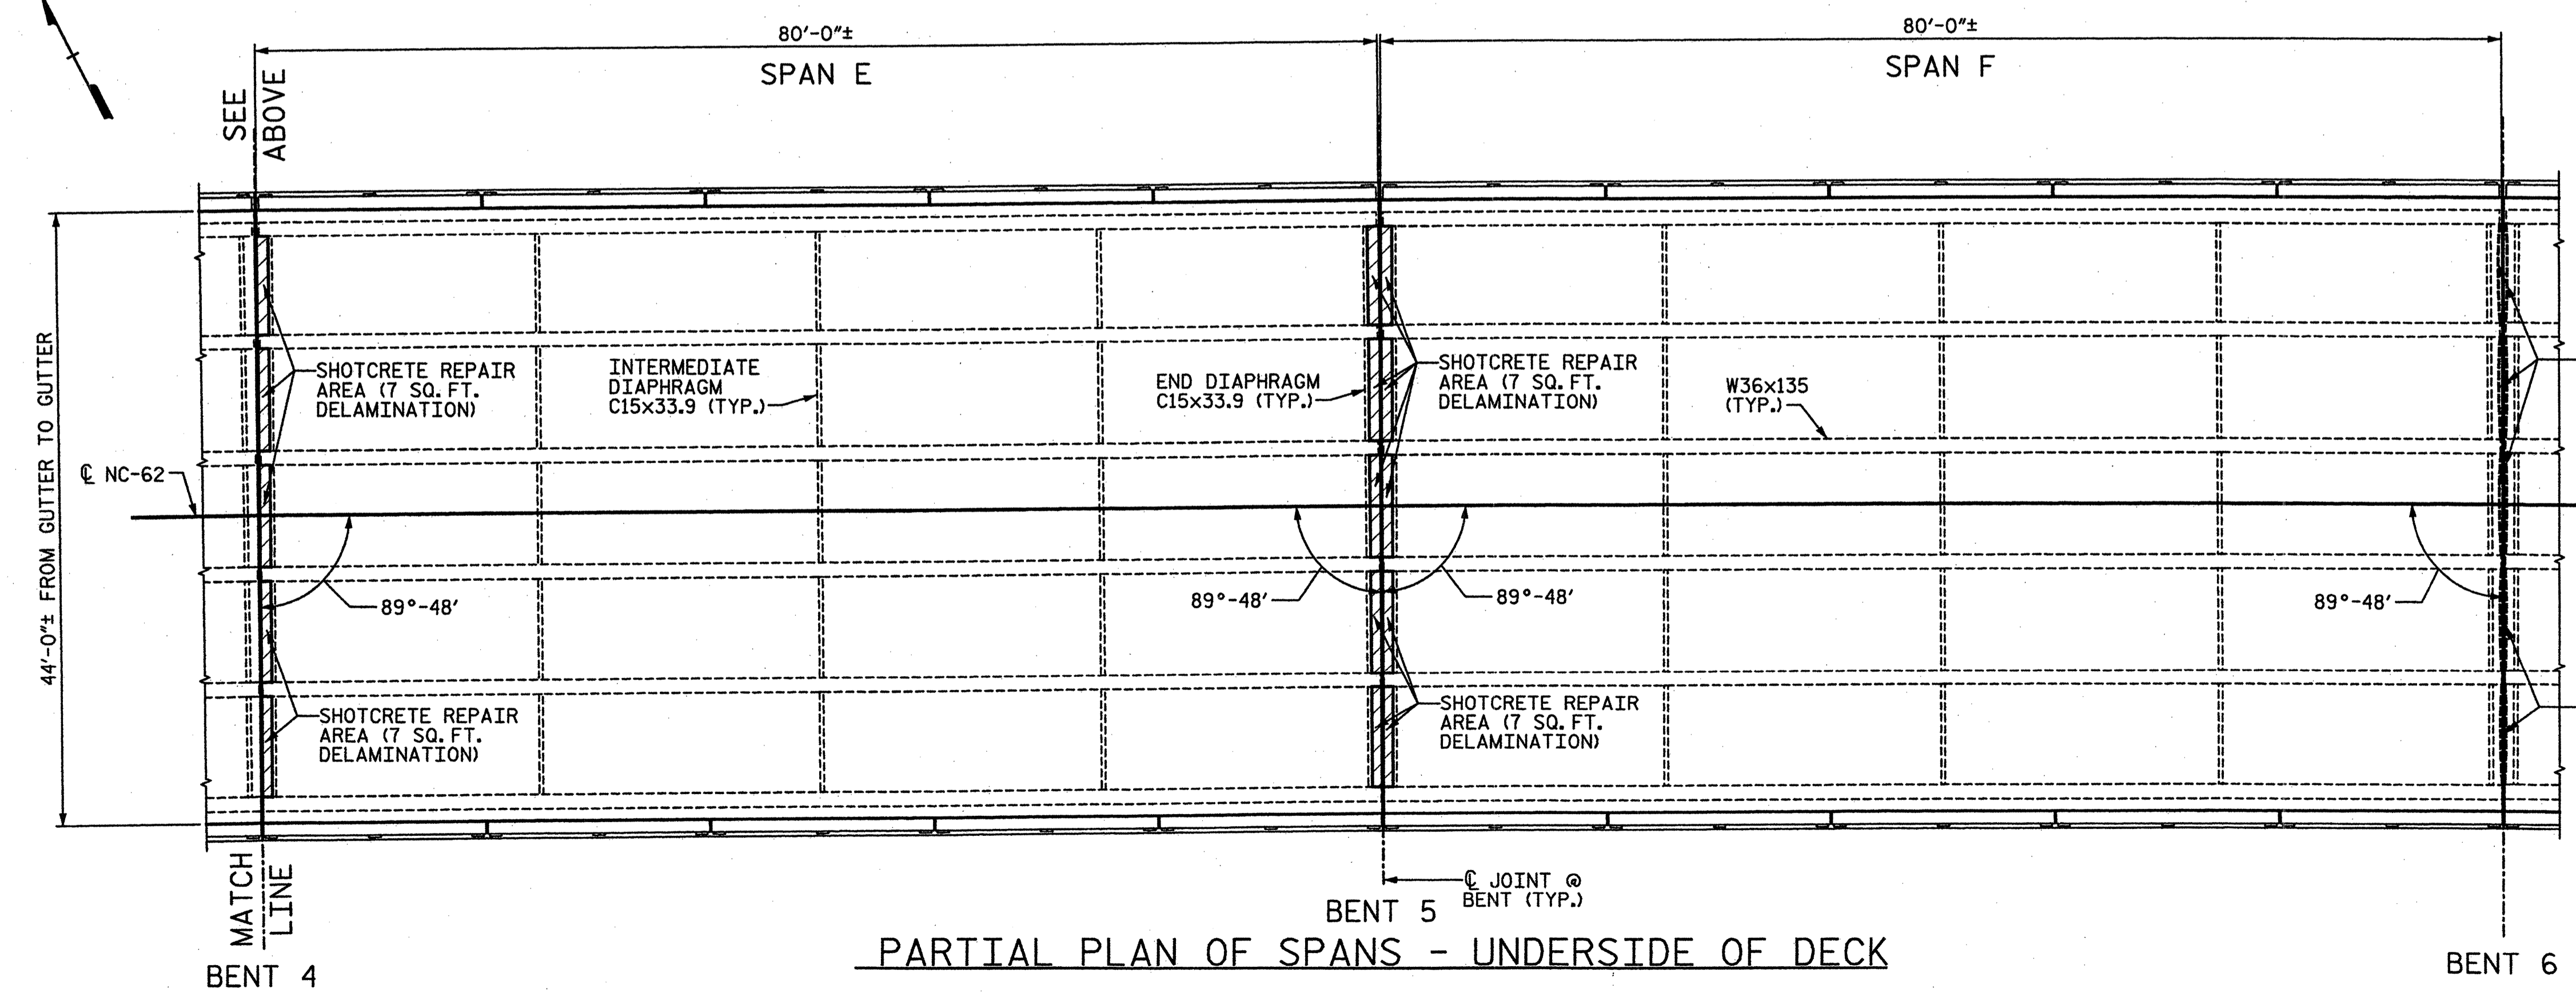 80'-0"±
80'-0"±
SPAN E
SPAN F
SEE
ABOVE
44'-0"± FROM GUTTER TO GUTTER
℄ NC-62
SHOTCRETE REPAIR
AREA (7 SQ. FT.
DELAMINATION)
INTERMEDIATE
DIAPHRAGM
C15x33.9 (TYP.)
END DIAPHRAGM
C15x33.9 (TYP.)
SHOTCRETE REPAIR
AREA (7 SQ. FT.
DELAMINATION)
W36x135
(TYP.)
89°-48'
89°-48'
89°-48'
89°-48'
SHOTCRETE REPAIR
AREA (7 SQ. FT.
DELAMINATION)
SHOTCRETE REPAIR
AREA (7 SQ. FT.
DELAMINATION)
MATCH
LINE
℄ JOINT @
BENT (TYP.)
BENT 4
BENT 5
BENT 6
PARTIAL PLAN OF SPANS - UNDERSIDE OF DECK